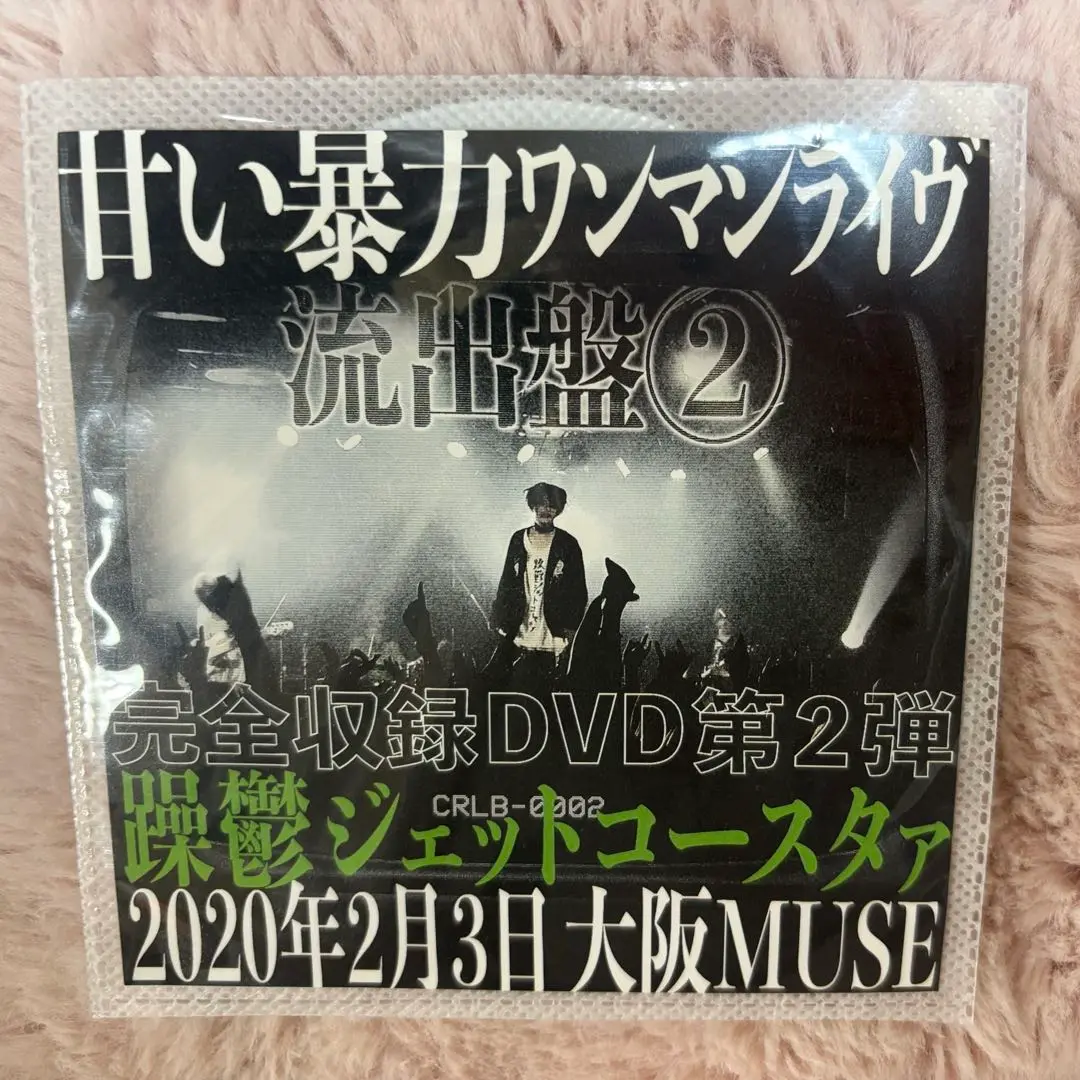 甘い暴力ワンマンライヴ
流出盤②
完全収録DVD第2弾
CRLB-0002
躁鬱ジェットコースタァ
2020年2月3日 大阪MUSE